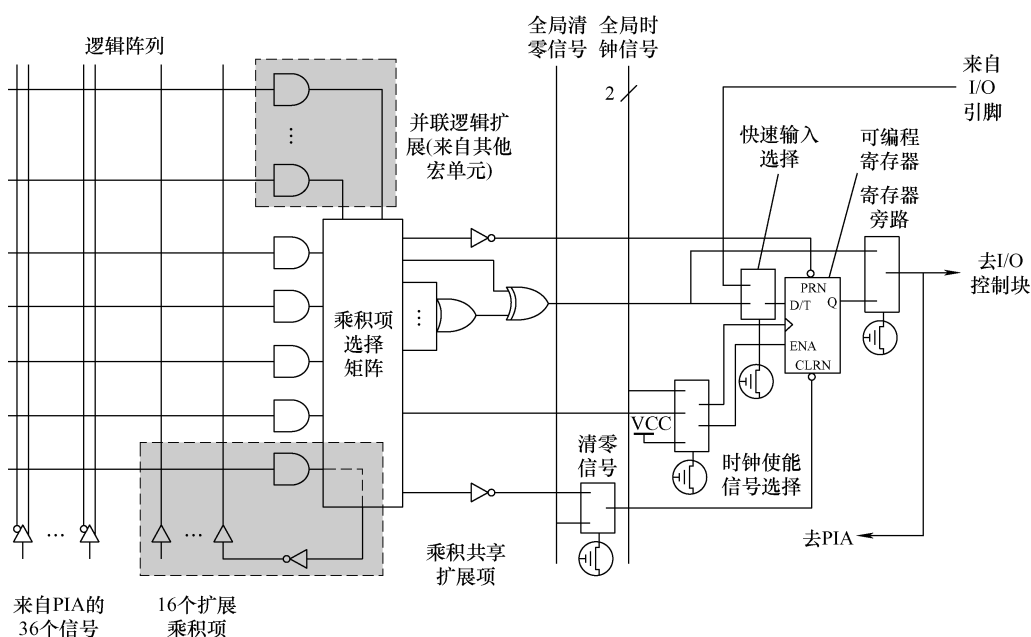 逻辑阵列
全局清
零信号
全局时
钟信号
2
来自
I/O
引脚
并联逻辑扩
展(来自其他
宏单元)
快速输入
选择
可编程
寄存器
寄存器
旁路
去I/O
控制块
PRN
D/T
Q
ENA
CLRN
乘积项
选择
矩阵
VCC
清零
信号
时钟使能
信号选择
去PIA
乘积共享
扩展项
来自PIA的
36个信号
16个扩展
乘积项